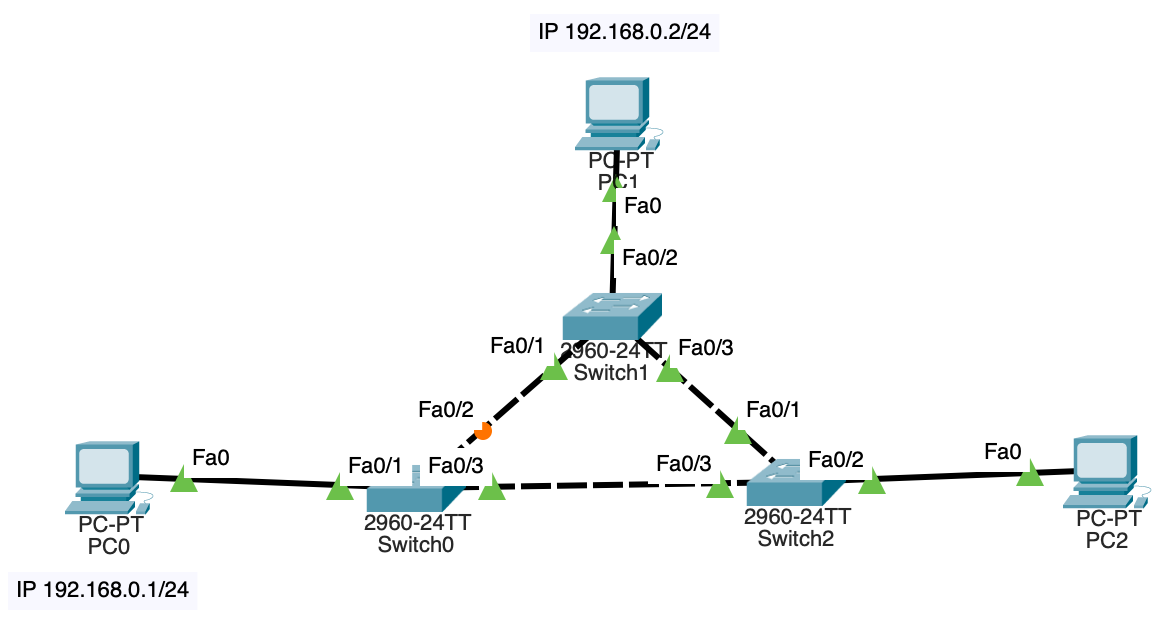 IP 192.168.0.2/24
PC-PT
PC1
Fa0
Fa0/2
Fa0/1
2960-24TT
Switch1
Fa0/3
Fa0/2
Fa0/1
Fa0
Fa0/1
Fa0/3
Fa0/3
Fa0/2
Fa0
PC-PT
PC0
2960-24TT
Switch0
2960-24TT
Switch2
PC-PT
PC2
IP 192.168.0.1/24